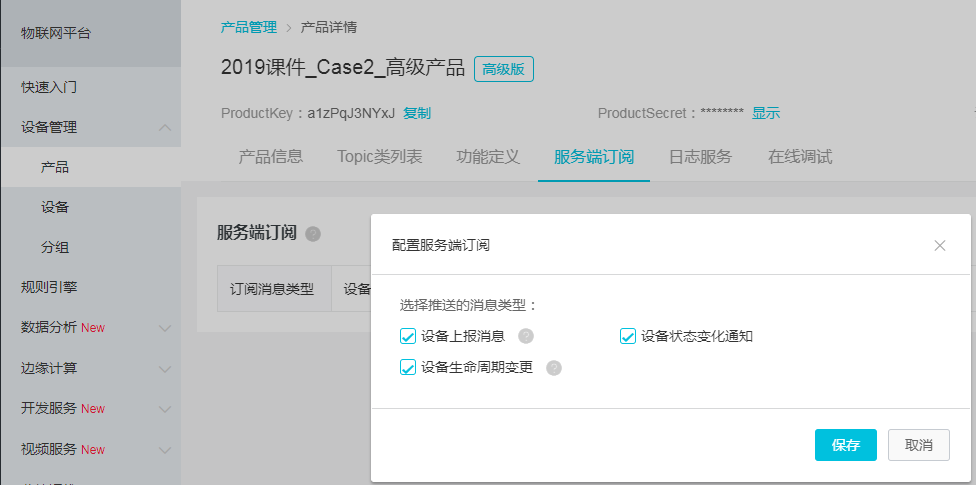 物联网平台
产品管理 > 产品详情
2019课件_Case2_高级产品 高级版
快速入门
ProductKey：a1zPqJ3NYxJ 复制 ProductSecret：******** 显示
设备管理
产品信息 Topic类列表 功能定义 服务端订阅 日志服务 在线调试
产品
设备
分组
服务端订阅
配置服务端订阅
规则引擎
订阅消息类型 设备
选择推送的消息类型：
数据分析 New
设备上报消息 设备状态变化通知
边缘计算
设备生命周期变更
开发服务 New
视频服务 New
保存 取消